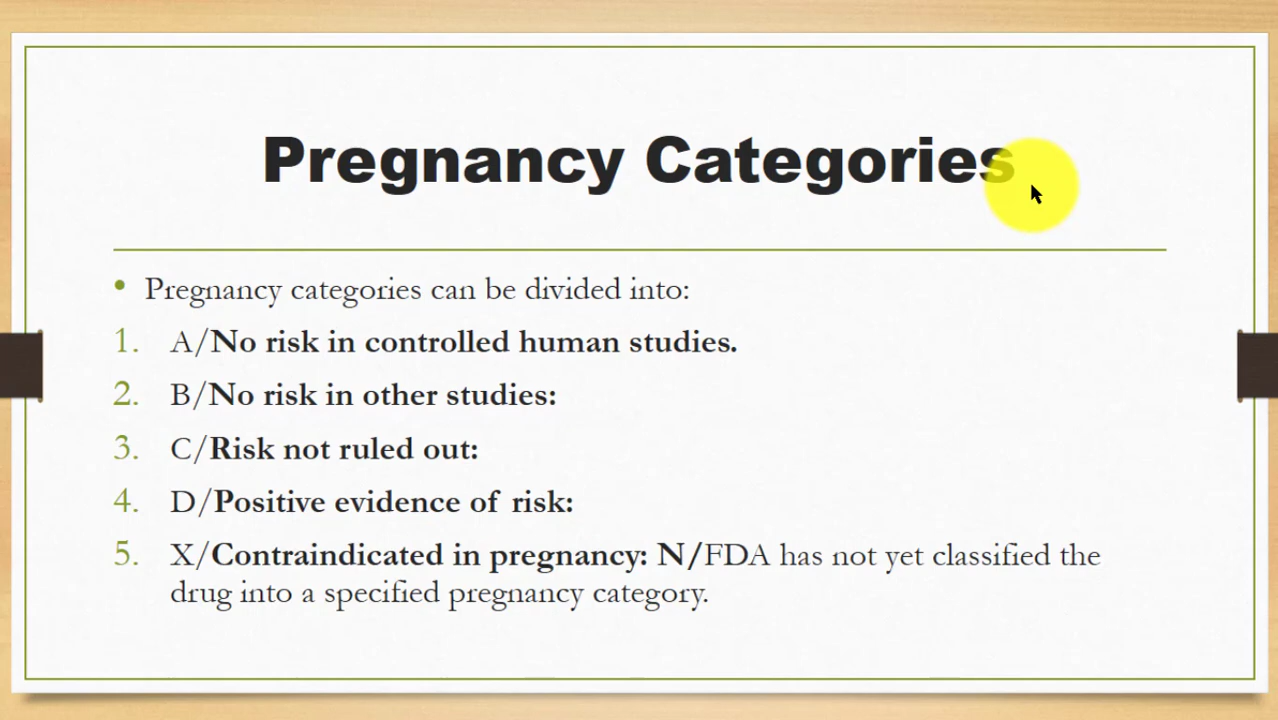 Pregnancy Categories
• Pregnancy categories can be divided into:
1. A/No risk in controlled human studies.
2. B/No risk in other studies:
3. C/Risk not ruled out:
4. D/Positive evidence of risk:
5. X/Contraindicated in pregnancy: N/FDA has not yet classified the
drug into a specified pregnancy category.